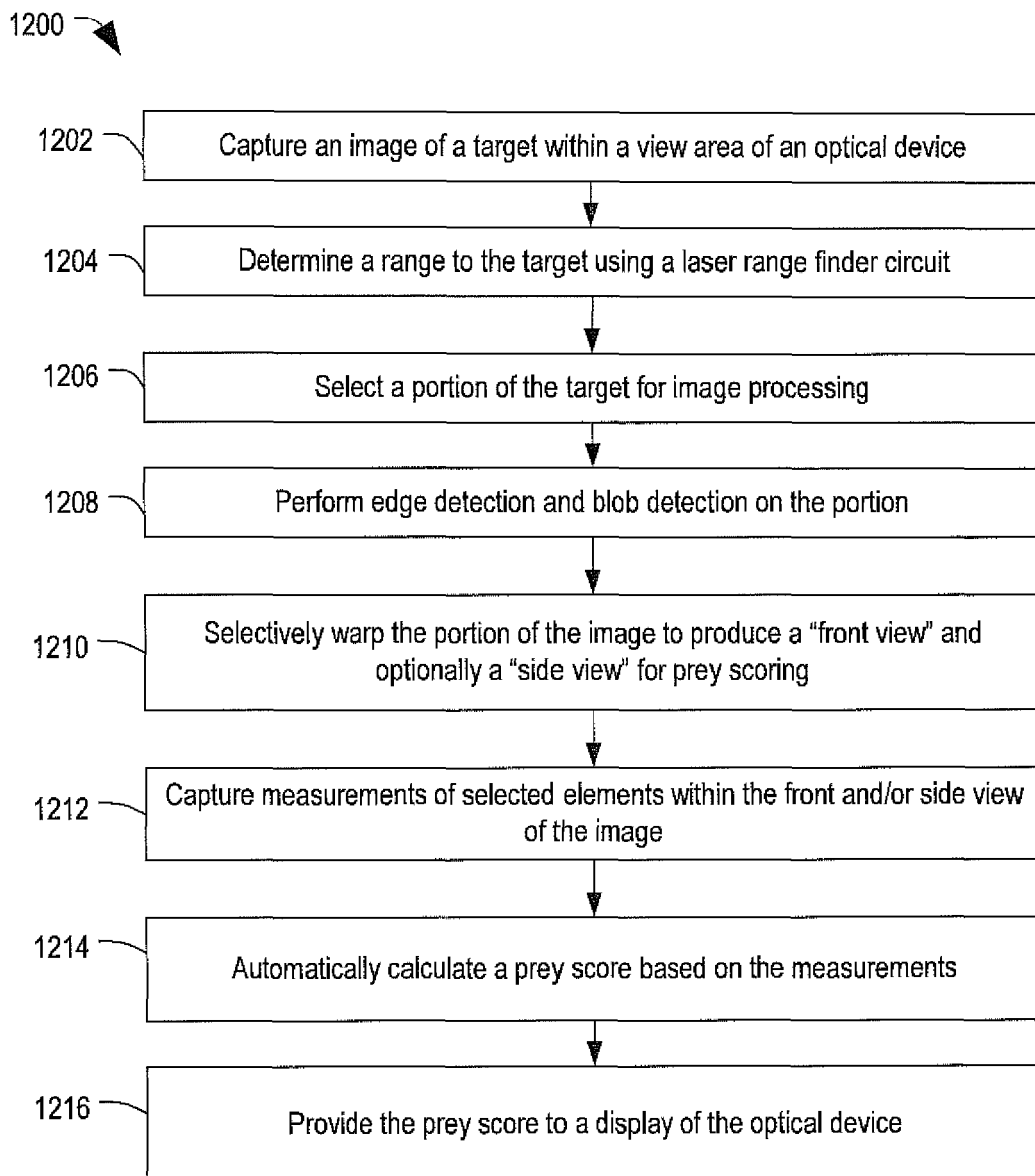 1200
1202
Capture an image of a target within a view area of an optical device
1204
Determine a range to the target using a laser range finder circuit
1206
Select a portion of the target for image processing
1208
Perform edge detection and blob detection on the portion
1210
Selectively warp the portion of the image to produce a “front view” and
optionally a “side view” for prey scoring
1212
Capture measurements of selected elements within the front and/or side view
of the image
1214
Automatically calculate a prey score based on the measurements
1216
Provide the prey score to a display of the optical device